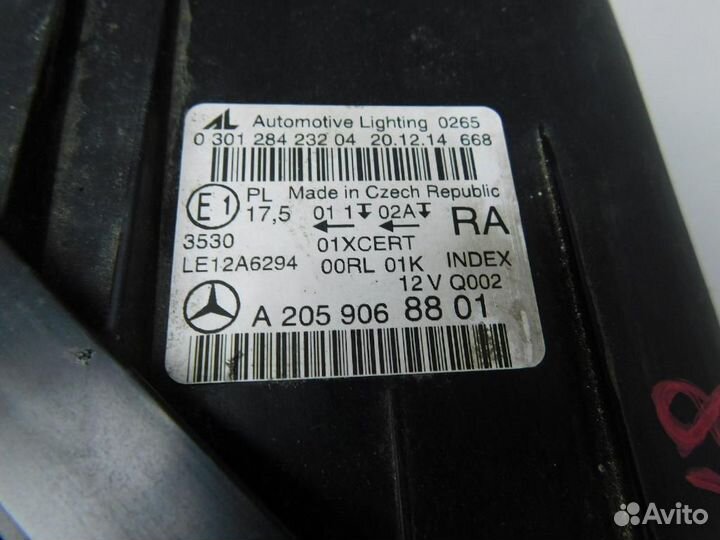 AL Automotive Lighting 0265
0 301 284 232 04 20.12.14 668
E1 PL Made in Czech Republic
17,5 01 1 02A RA
3530 01XCERT
LE12A6294 00RL 01K INDEX
12 V Q002
A 205 906 88 01
Avito